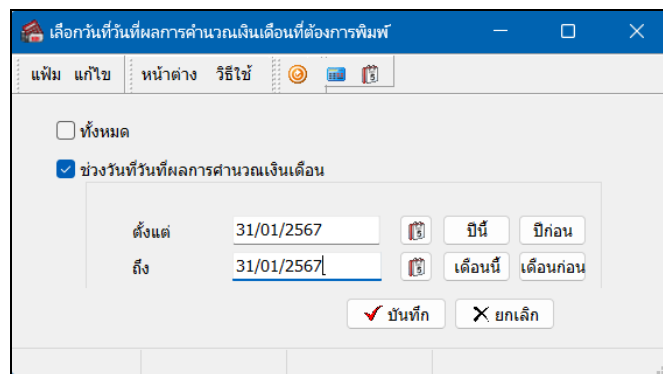 เลือกวันที่วันที่ผลการคำนวณเงินเดือนที่ต้องการพิมพ์
แฟ้ม แก้ไข หน้าต่าง วิธีใช้
ทั้งหมด
ช่วงวันที่วันที่ผลการคำนวณเงินเดือน
ตั้งแต่ 31/01/2567 ปีนี้ ปีก่อน
ถึง 31/01/2567 เดือนนี้ เดือนก่อน
บันทึก ยกเลิก